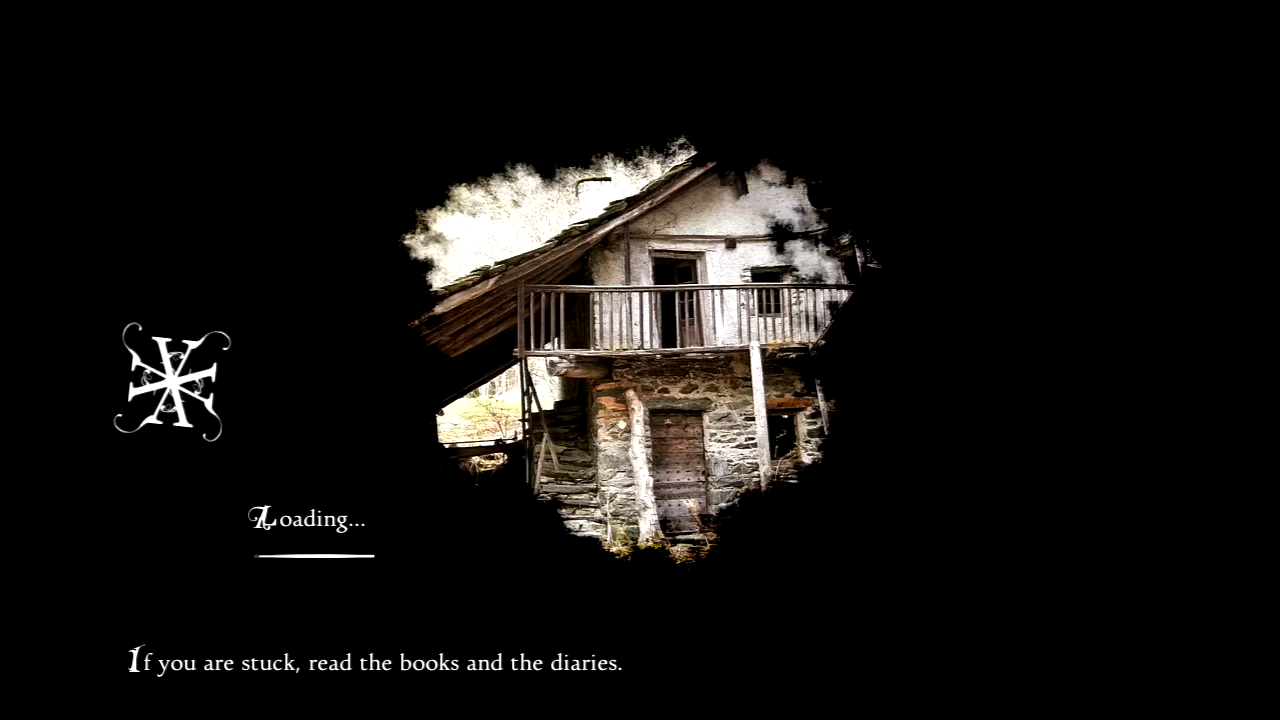 Loading...
If you are stuck, read the books and the diaries.